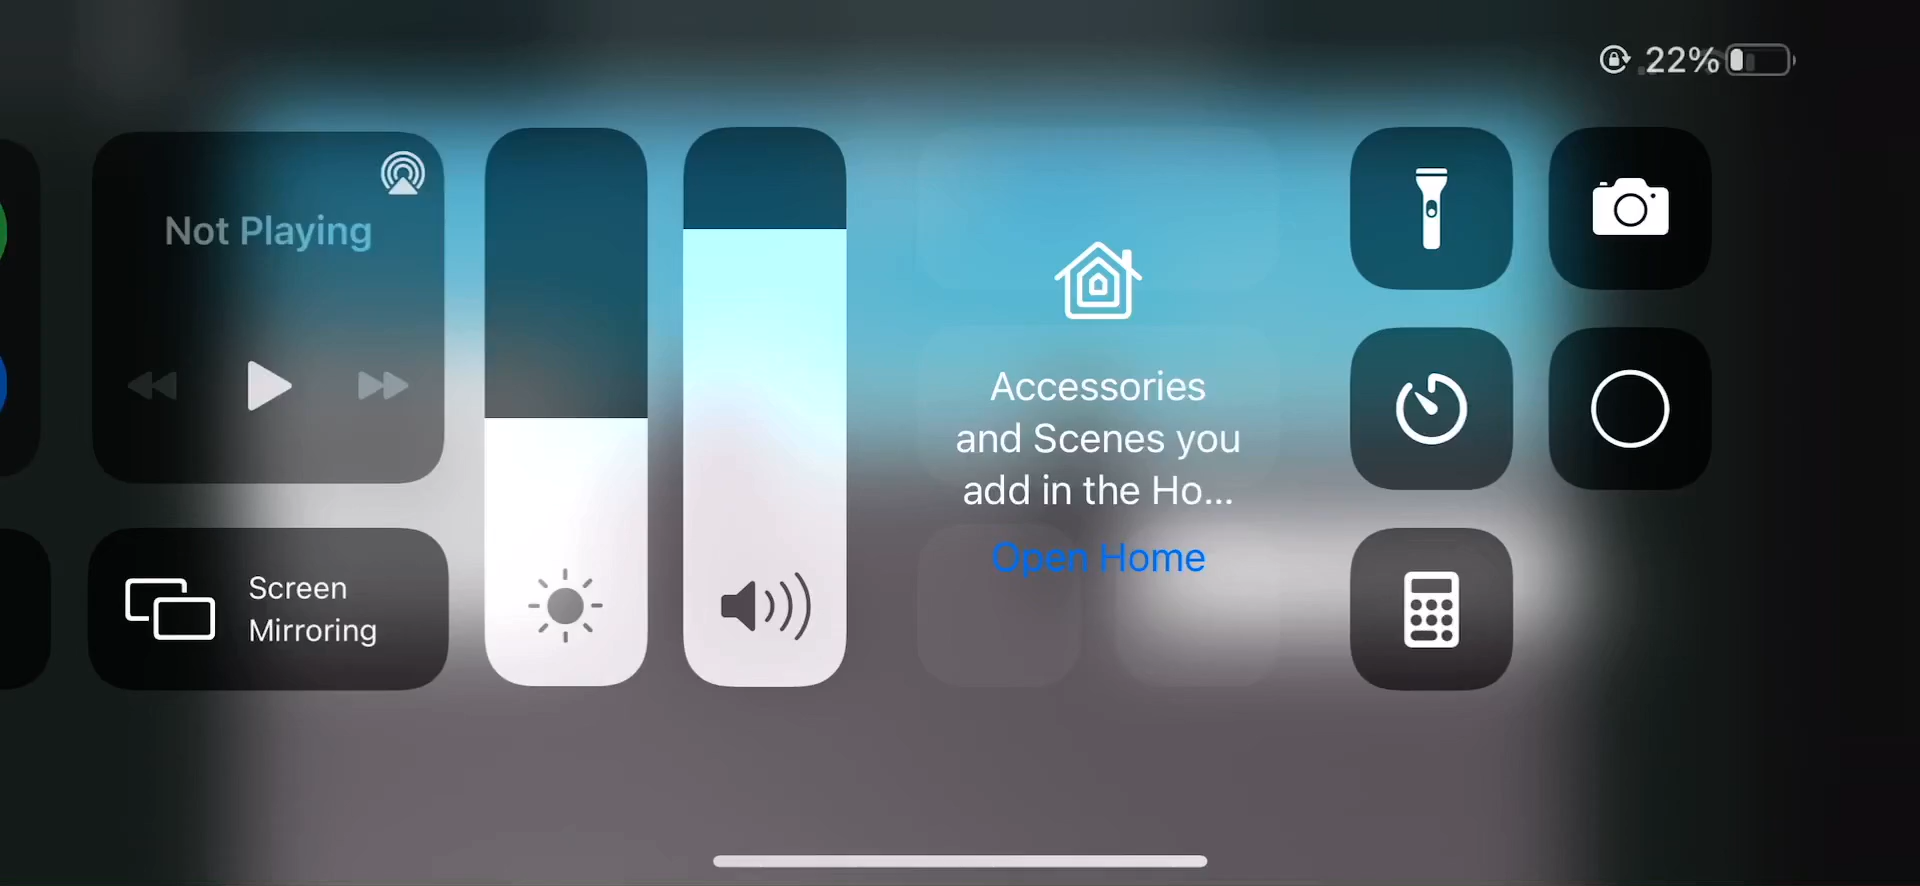 22%
Not Playing
Screen
Mirroring
Accessories
and Scenes you
add in the Ho...
Open Home